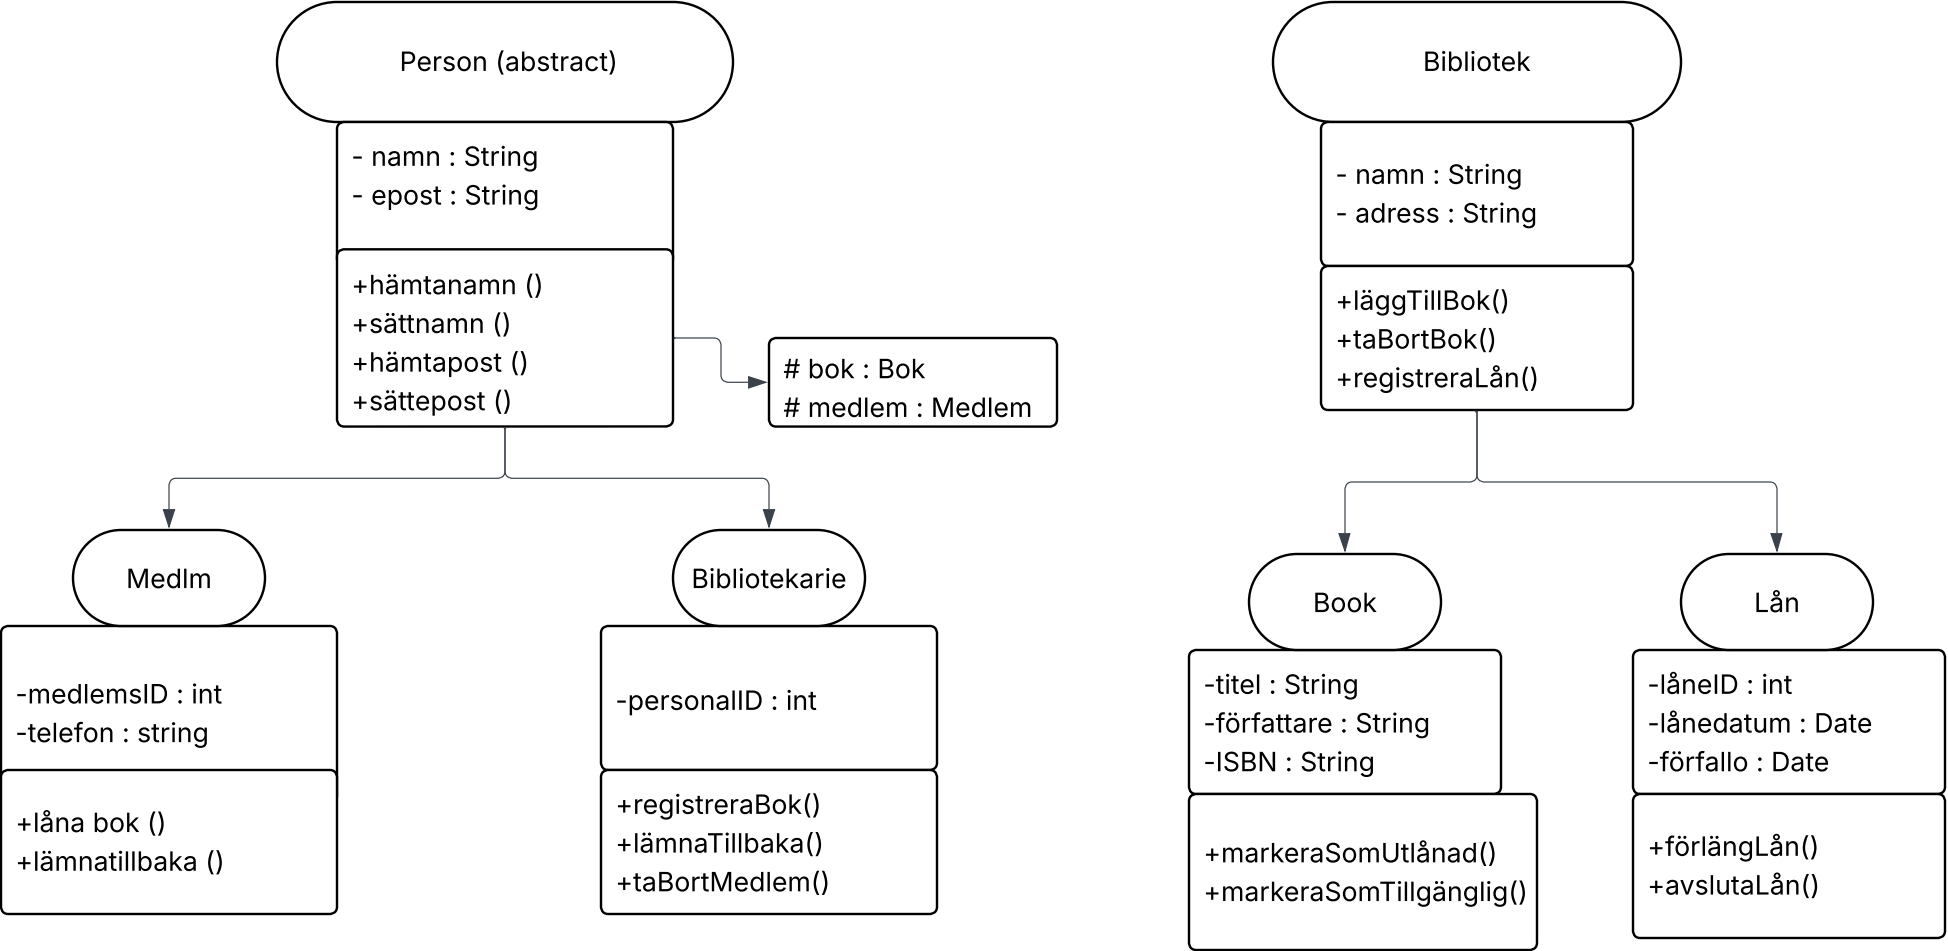 Person (abstract)
- namn : String
- epost : String
+hämtanamn ()
+sättnamn ()
+hämtapost ()
+sättepost ()
# bok : Bok
# medlem : Medlem
Medlm
-medlemsID : int
-telefon : string
+låna bok ()
+lämnatillbaka ()
Bibliotekarie
-personalID : int
+registreraBok()
+lämnaTillbaka()
+taBortMedlem()
Bibliotek
- namn : String
- adress : String
+läggTillBok()
+taBortBok()
+registreraLån()
Book
-titel : String
-författare : String
-ISBN : String
+markeraSomUtlånad()
+markeraSomTillgänglig()
Lån
-låneID : int
-lånedatum : Date
-förfallo : Date
+förlängLån()
+avslutaLån()